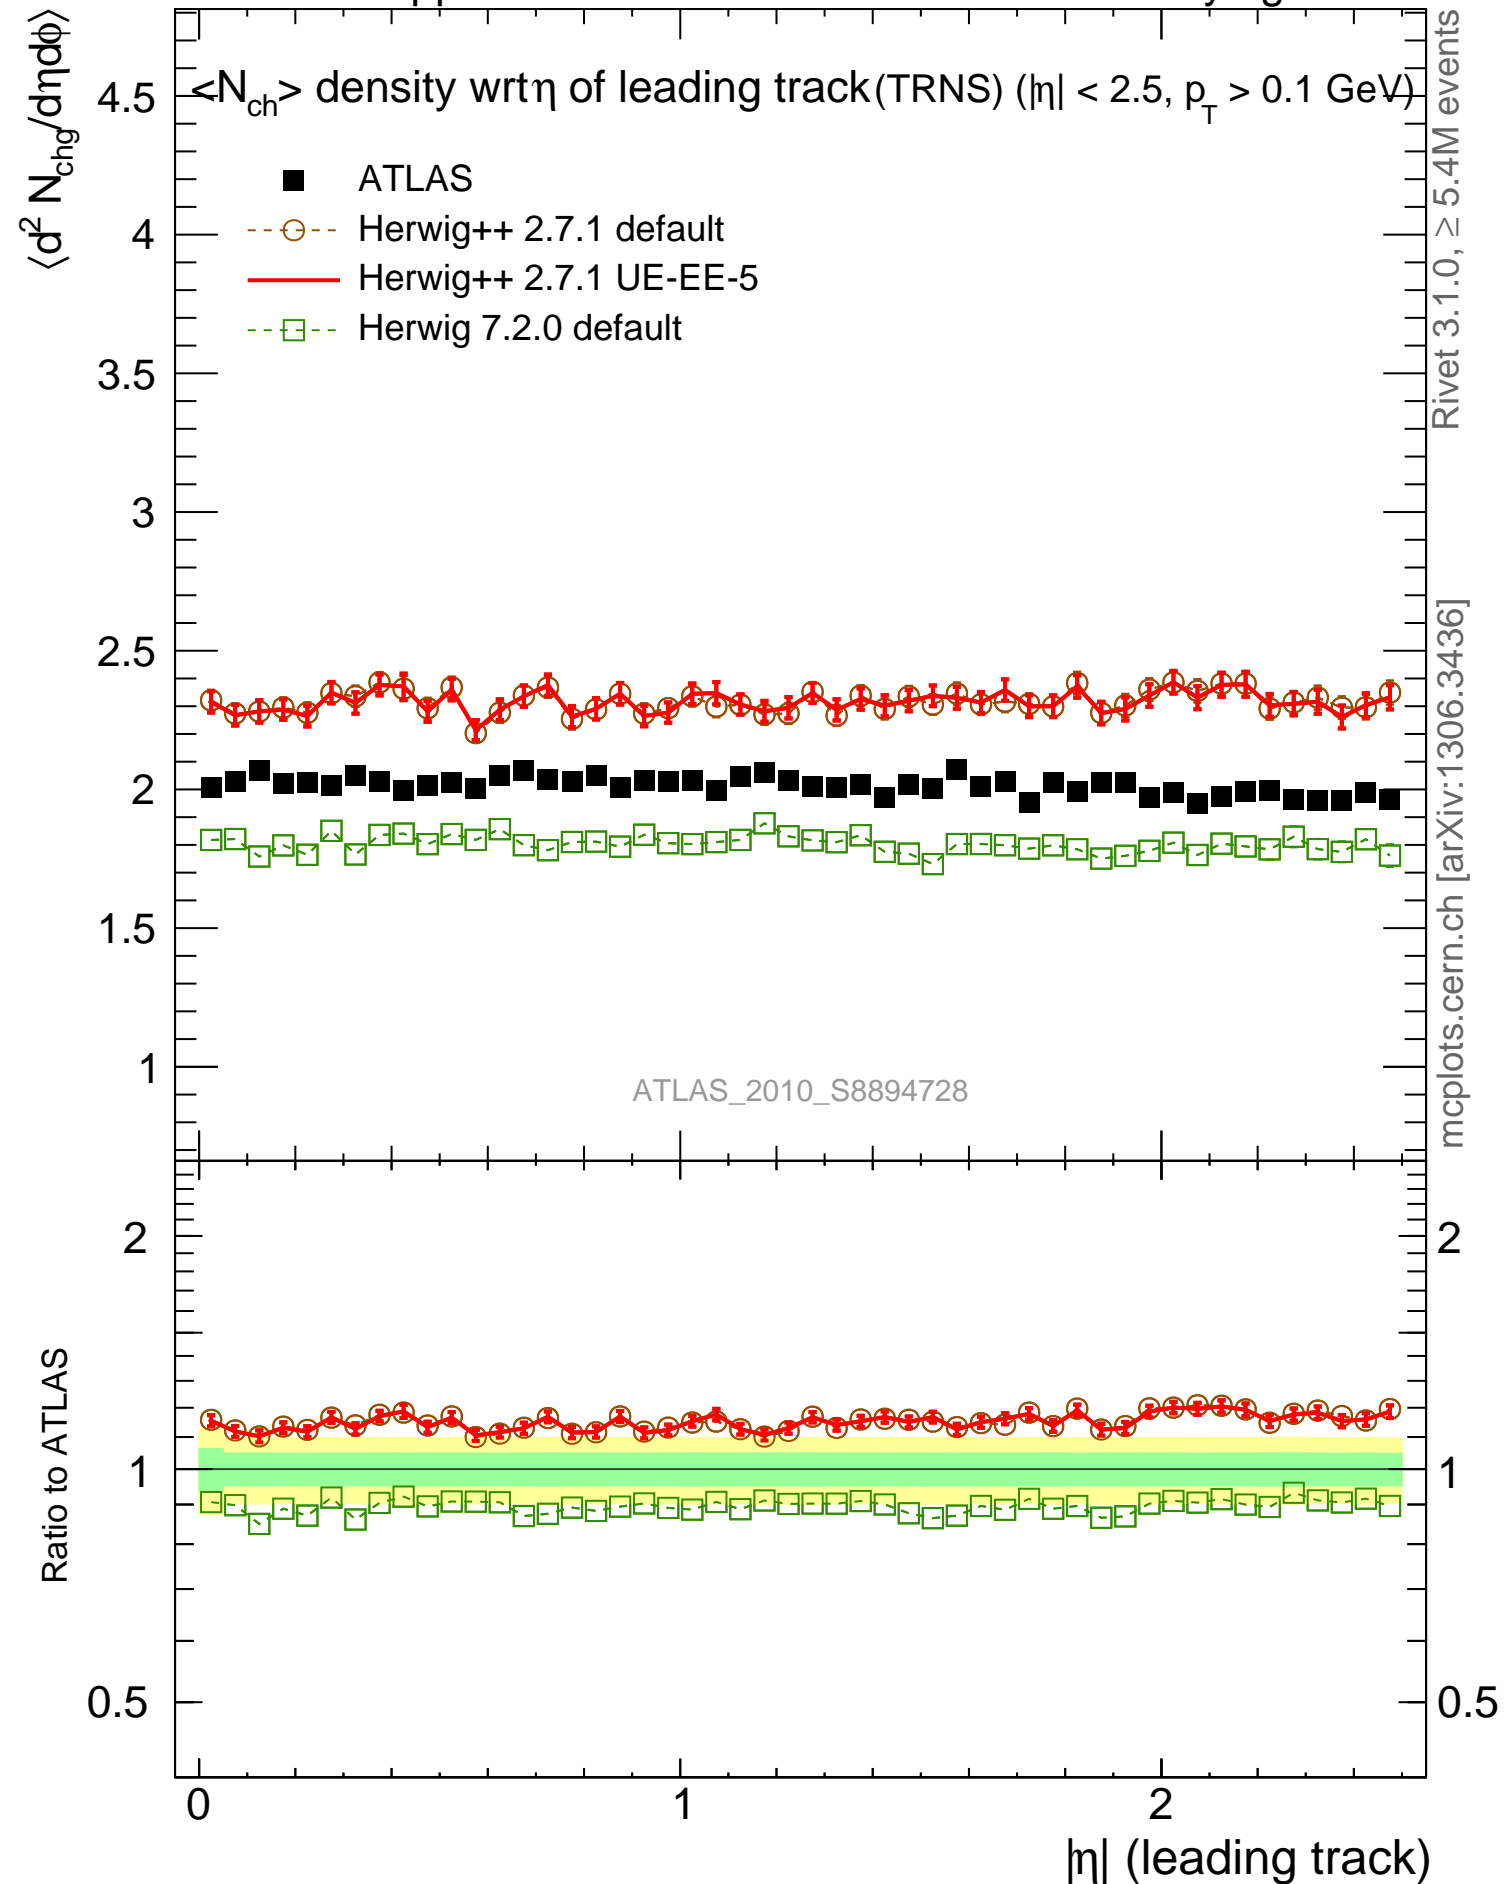 <N_ch> density wrt η of leading track (TRNS) (|η| < 2.5, p_T > 0.1 GeV)
⟨d² N_chg/dηdϕ⟩
ATLAS
Herwig++ 2.7.1 default
Herwig++ 2.7.1 UE-EE-5
Herwig 7.2.0 default
4.5
4
3.5
3
2.5
2
1.5
1
ATLAS_2010_S8894728
Rivet 3.1.0, ≥ 5.4M events
mcplots.cern.ch [arXiv:1306.3436]
Ratio to ATLAS
2
2
1
1
0.5
0.5
0
1
2
|η| (leading track)